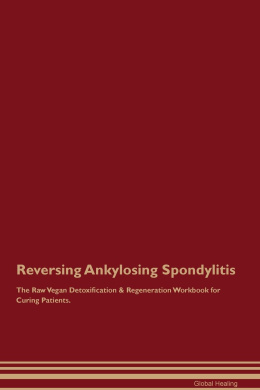 Reversing Ankylosing Spondylitis
The Raw Vegan Detoxification & Regeneration Workbook for
Curing Patients.
Global Healing